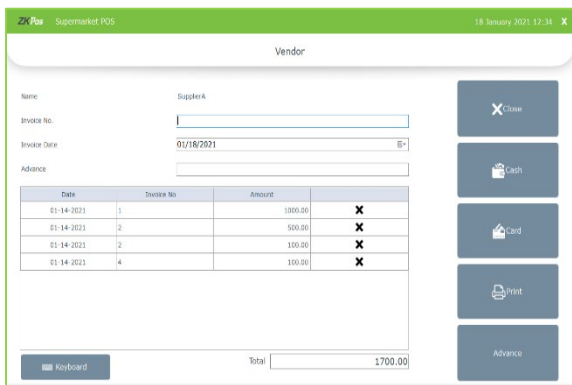 ZKPos Supermarket POS 18 January 2021 12:34 X
Vendor
Name SupplierA
Invoice No.
Invoice Date 01/18/2021
Advance
Date Invoice No Amount
01-14-2021 1 1000.00 X
01-14-2021 2 500.00 X
01-14-2021 2 100.00 X
01-14-2021 4 100.00 X
Total 1700.00
Keyboard
X Close
Cash
Card
Print
Advance